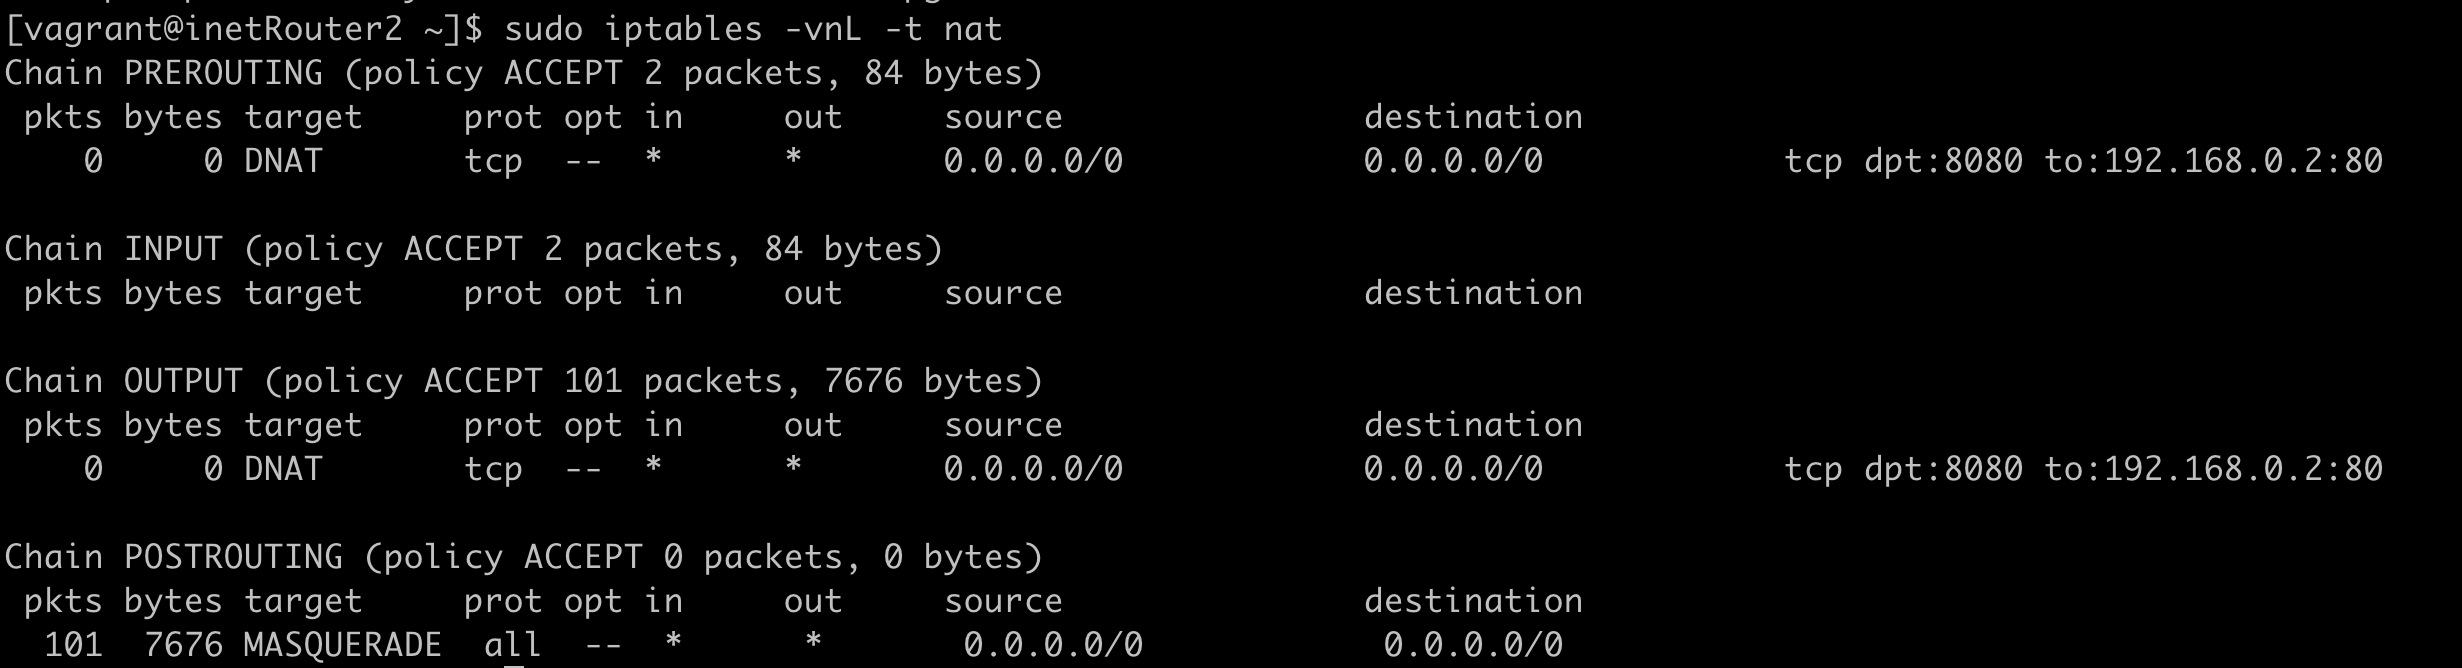 [vagrant@inetRouter2 ~]$ sudo iptables -vnL -t nat
Chain PREROUTING (policy ACCEPT 2 packets, 84 bytes)
 pkts bytes target     prot opt in     out     source               destination
    0     0 DNAT       tcp  --  *      *       0.0.0.0/0            0.0.0.0/0            tcp dpt:8080 to:192.168.0.2:80

Chain INPUT (policy ACCEPT 2 packets, 84 bytes)
 pkts bytes target     prot opt in     out     source               destination

Chain OUTPUT (policy ACCEPT 101 packets, 7676 bytes)
 pkts bytes target     prot opt in     out     source               destination
    0     0 DNAT       tcp  --  *      *       0.0.0.0/0            0.0.0.0/0            tcp dpt:8080 to:192.168.0.2:80

Chain POSTROUTING (policy ACCEPT 0 packets, 0 bytes)
 pkts bytes target     prot opt in     out     source               destination
  101  7676 MASQUERADE  all  --  *      *       0.0.0.0/0            0.0.0.0/0